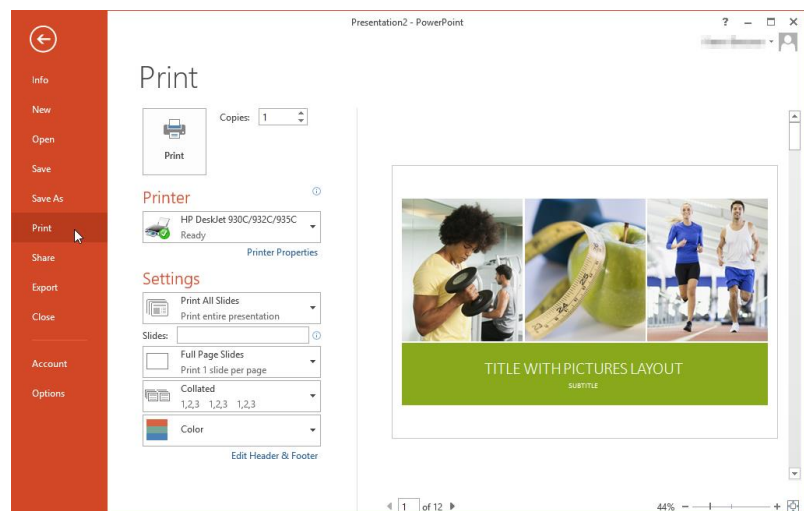 Presentation2 - PowerPoint
?
Info
New
Open
Save
Save As
Print
Share
Export
Close
Account
Options
Print
Copies: 1
Print
Printer
HP DeskJet 930C/932C/935C
Ready
Printer Properties
Settings
Print All Slides
Print entire presentation
Slides:
Full Page Slides
Print 1 slide per page
Collated
1,2,3 1,2,3 1,2,3
Color
Edit Header & Footer
TITLE WITH PICTURES LAYOUT
SUBTITLE
1 of 12
44%